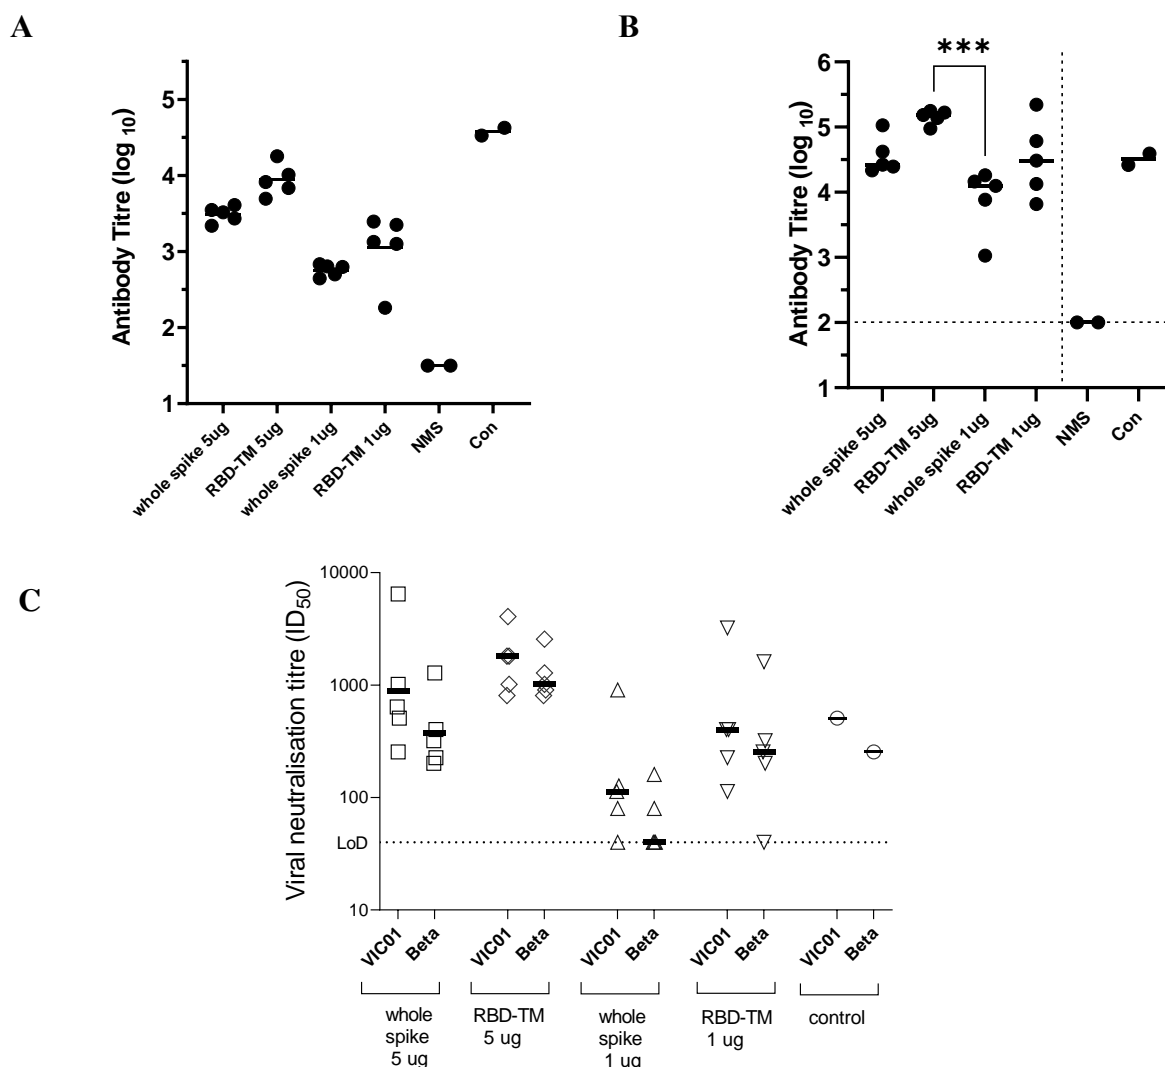 A
Antibody Titre (log 10)
5
4
3
2
1
whole spike 5ug
RBD-TM 5ug
whole spike 1ug
RBD-TM 1ug
NMS
Con
B
***
Antibody Titre (log 10)
6
5
4
3
2
1
whole spike 5ug
RBD-TM 5ug
whole spike 1ug
RBD-TM 1ug
NMS
Con
C
Viral neutralisation titre (ID50)
10000
1000
100
LoD
10
VIC01 Beta VIC01 Beta VIC01 Beta VIC01 Beta VIC01 Beta
whole spike 5 ug
RBD-TM 5 ug
whole spike 1 ug
RBD-TM 1 ug
control